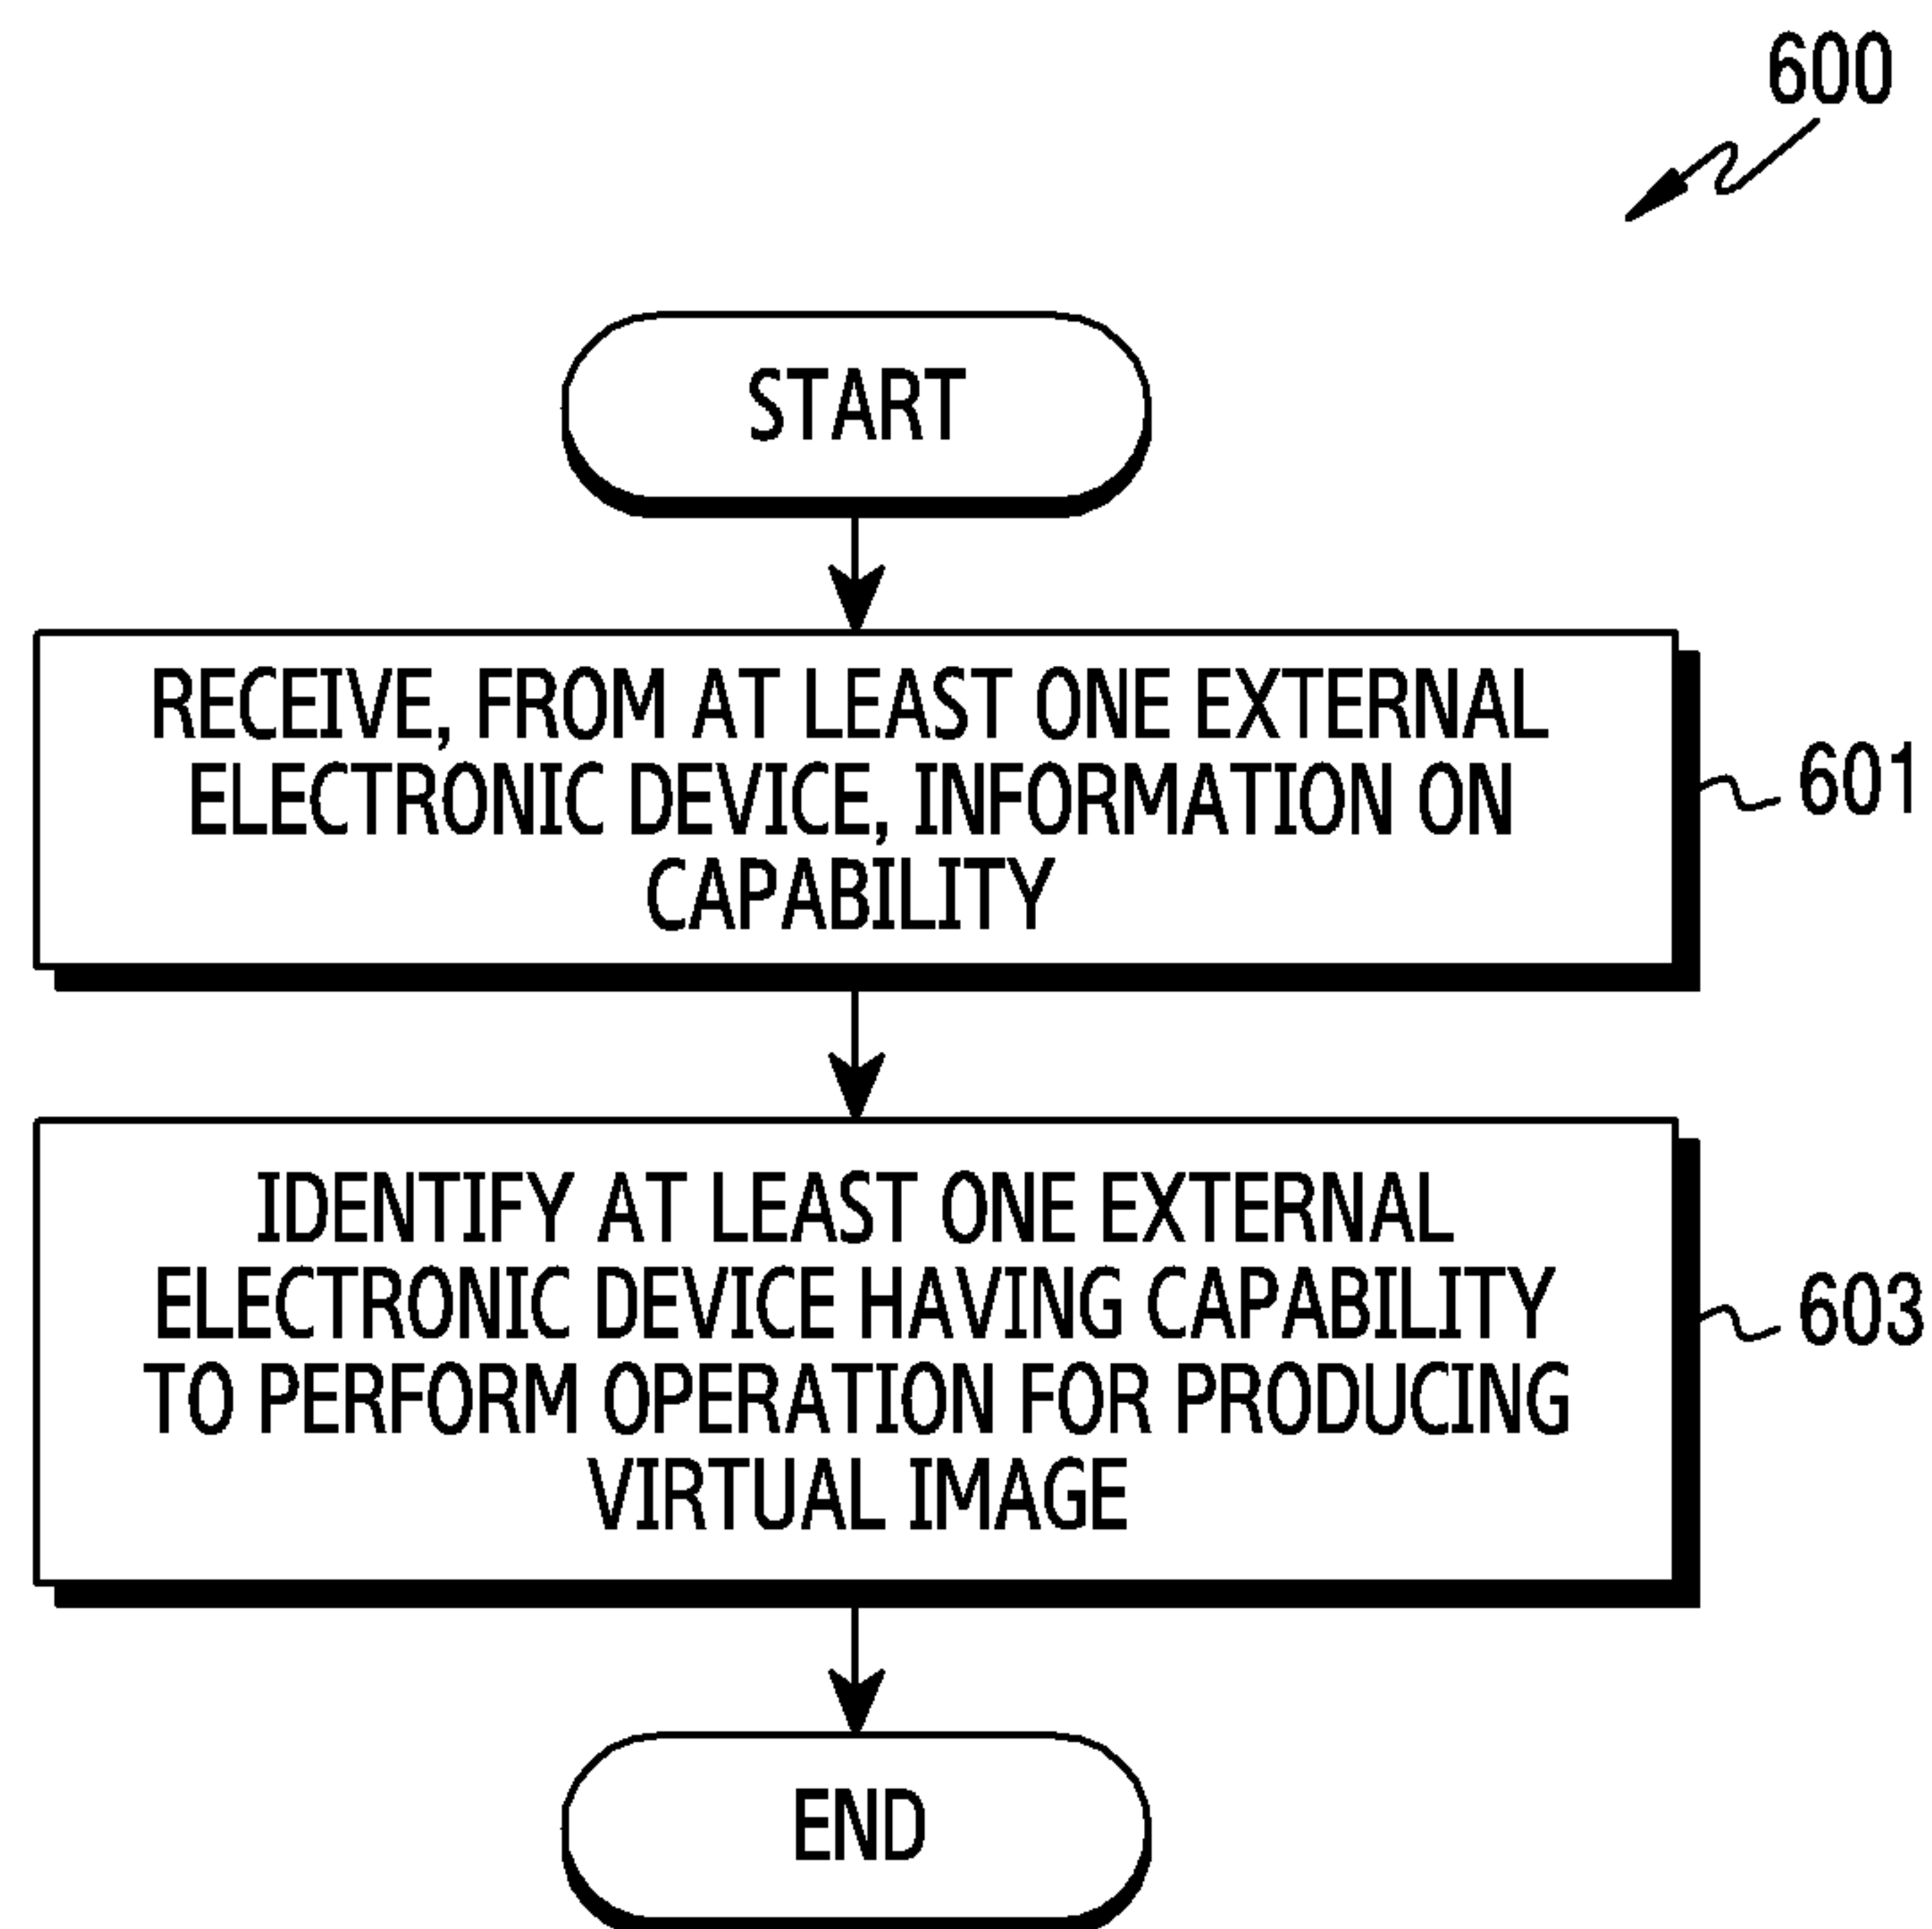 600
START
RECEIVE, FROM AT LEAST ONE EXTERNAL
ELECTRONIC DEVICE, INFORMATION ON
CAPABILITY
601
IDENTIFY AT LEAST ONE EXTERNAL
ELECTRONIC DEVICE HAVING CAPABILITY
TO PERFORM OPERATION FOR PRODUCING
VIRTUAL IMAGE
603
END